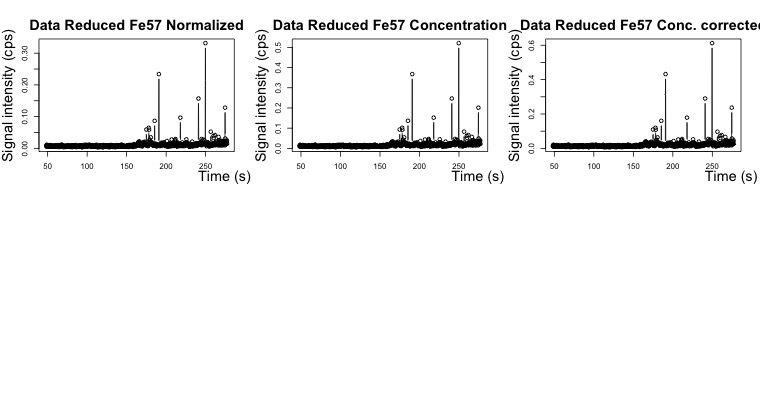 Data Reduced Fe57 Normalized
Signal intensity (cps)
0.00 0.10 0.20 0.30
50 100 150 200 250
Time (s)
Data Reduced Fe57 Concentration
Signal intensity (cps)
0.0 0.1 0.2 0.3 0.4 0.5
50 100 150 200 250
Time (s)
Data Reduced Fe57 Conc. corrected
Signal intensity (cps)
0.0 0.2 0.4 0.6
50 100 150 200 250
Time (s)